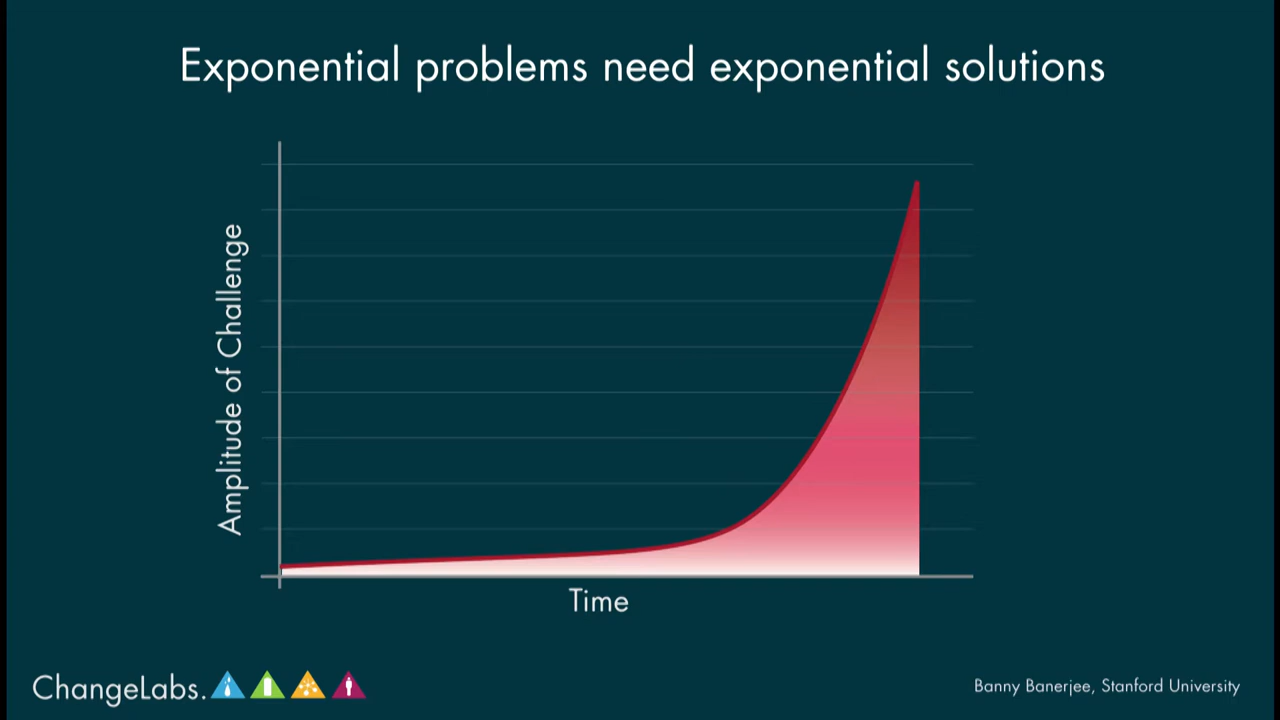 Exponential problems need exponential solutions
Amplitude of Challenge
Time
ChangeLabs.
Banny Banerjee, Stanford University